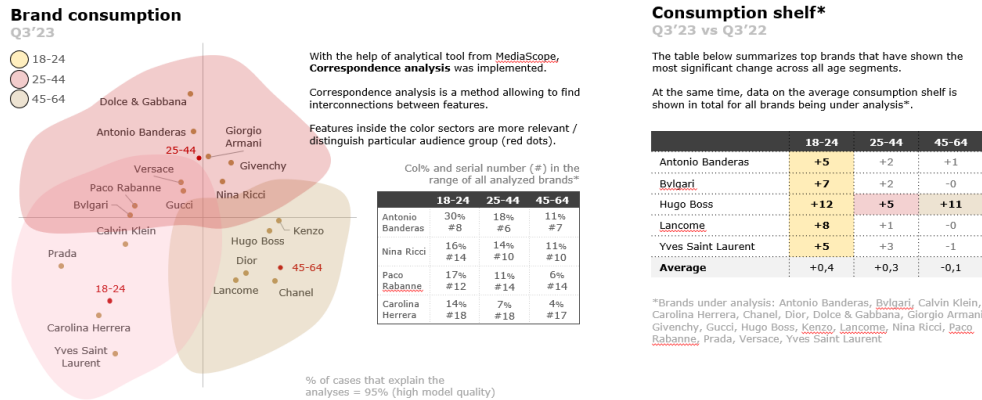 Brand consumption
Q3’23
18-24
25-44
45-64
Dolce & Gabbana
Antonio Banderas
25-44
Giorgio
Armani
Versace
Givenchy
Paco Rabanne
Nina Ricci
Bvlgari
Gucci
Calvin Klein
Kenzo
Hugo Boss
Prada
Dior
45-64
18-24
Lancome
Chanel
Carolina Herrera
Yves Saint
Laurent
With the help of analytical tool from MediaScope,
Correspondence analysis was implemented.
Correspondence analysis is a method allowing to find
interconnections between features.
Features inside the color sectors are more relevant /
distinguish particular audience group (red dots).
Col% and serial number (#) in the
range of all analyzed brands*
18-24 25-44 45-64
Antonio Banderas 30% #8 18% #6 11% #7
Nina Ricci 16% #14 14% #10 11% #10
Paco Rabanne 17% #12 11% #14 6% #14
Carolina Herrera 14% #18 7% #18 4% #17
% of cases that explain the
analyses = 95% (high model quality)
Consumption shelf*
Q3’23 vs Q3’22
The table below summarizes top brands that have shown the
most significant change across all age segments.
At the same time, data on the average consumption shelf is
shown in total for all brands being under analysis*.
18-24 25-44 45-64
Antonio Banderas +5 +2 +1
Bvlgari +7 +2 -0
Hugo Boss +12 +5 +11
Lancome +8 +1 -0
Yves Saint Laurent +5 +3 -1
Average +0,4 +0,3 -0,1
*Brands under analysis: Antonio Banderas, Bvlgari, Calvin Klein,
Carolina Herrera, Chanel, Dior, Dolce & Gabbana, Giorgio Armani
Givenchy, Gucci, Hugo Boss, Kenzo, Lancome, Nina Ricci, Paco
Rabanne, Prada, Versace, Yves Saint Laurent